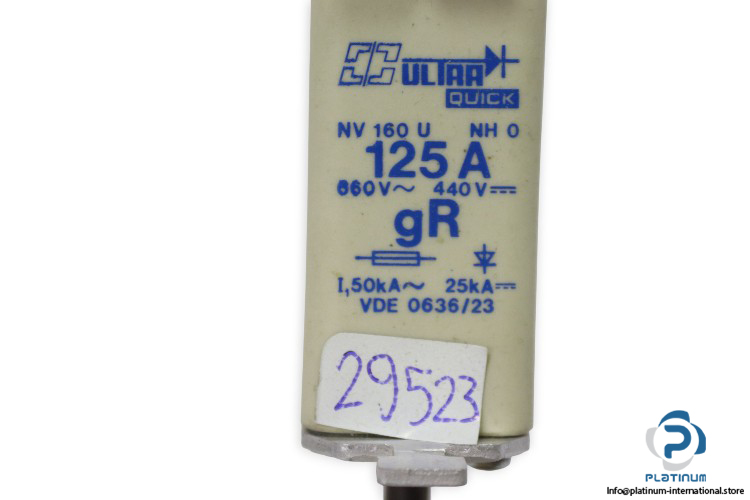 ULTRA
QUICK
NV 160 U NH 0
125 A
660V~ 440V⎓
gR
I,50kA~ 25kA⎓
VDE 0636/23
29523
PLATINUM
Info@platinum-international.store